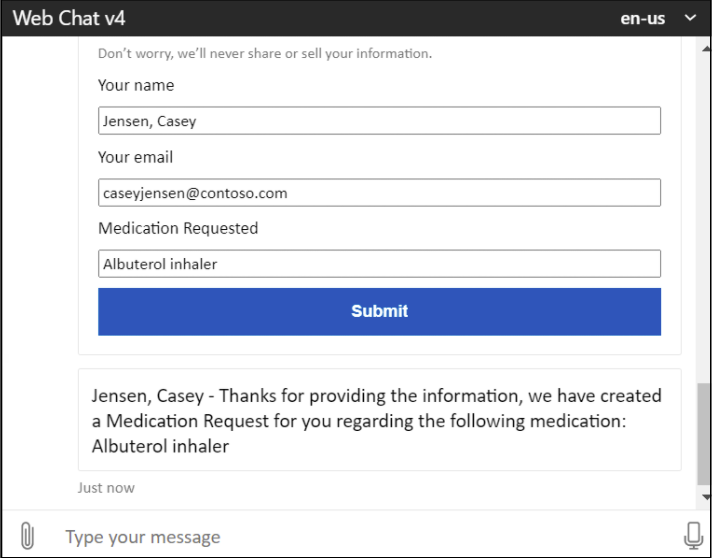 Web Chat v4
en-us
Don’t worry, we’ll never share or sell your information.
Your name
Jensen, Casey
Your email
caseyjensen@contoso.com
Medication Requested
Albuterol inhaler
Submit
Jensen, Casey - Thanks for providing the information, we have created
a Medication Request for you regarding the following medication:
Albuterol inhaler
Just now
Type your message